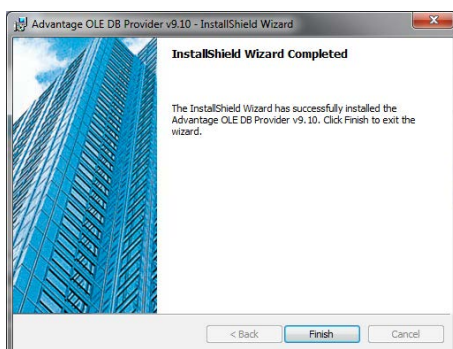 Advantage OLE DB Provider v9.10 - InstallShield Wizard
InstallShield Wizard Completed
The InstallShield Wizard has successfully installed the
Advantage OLE DB Provider v9.10. Click Finish to exit the
wizard.
< Back
Finish
Cancel